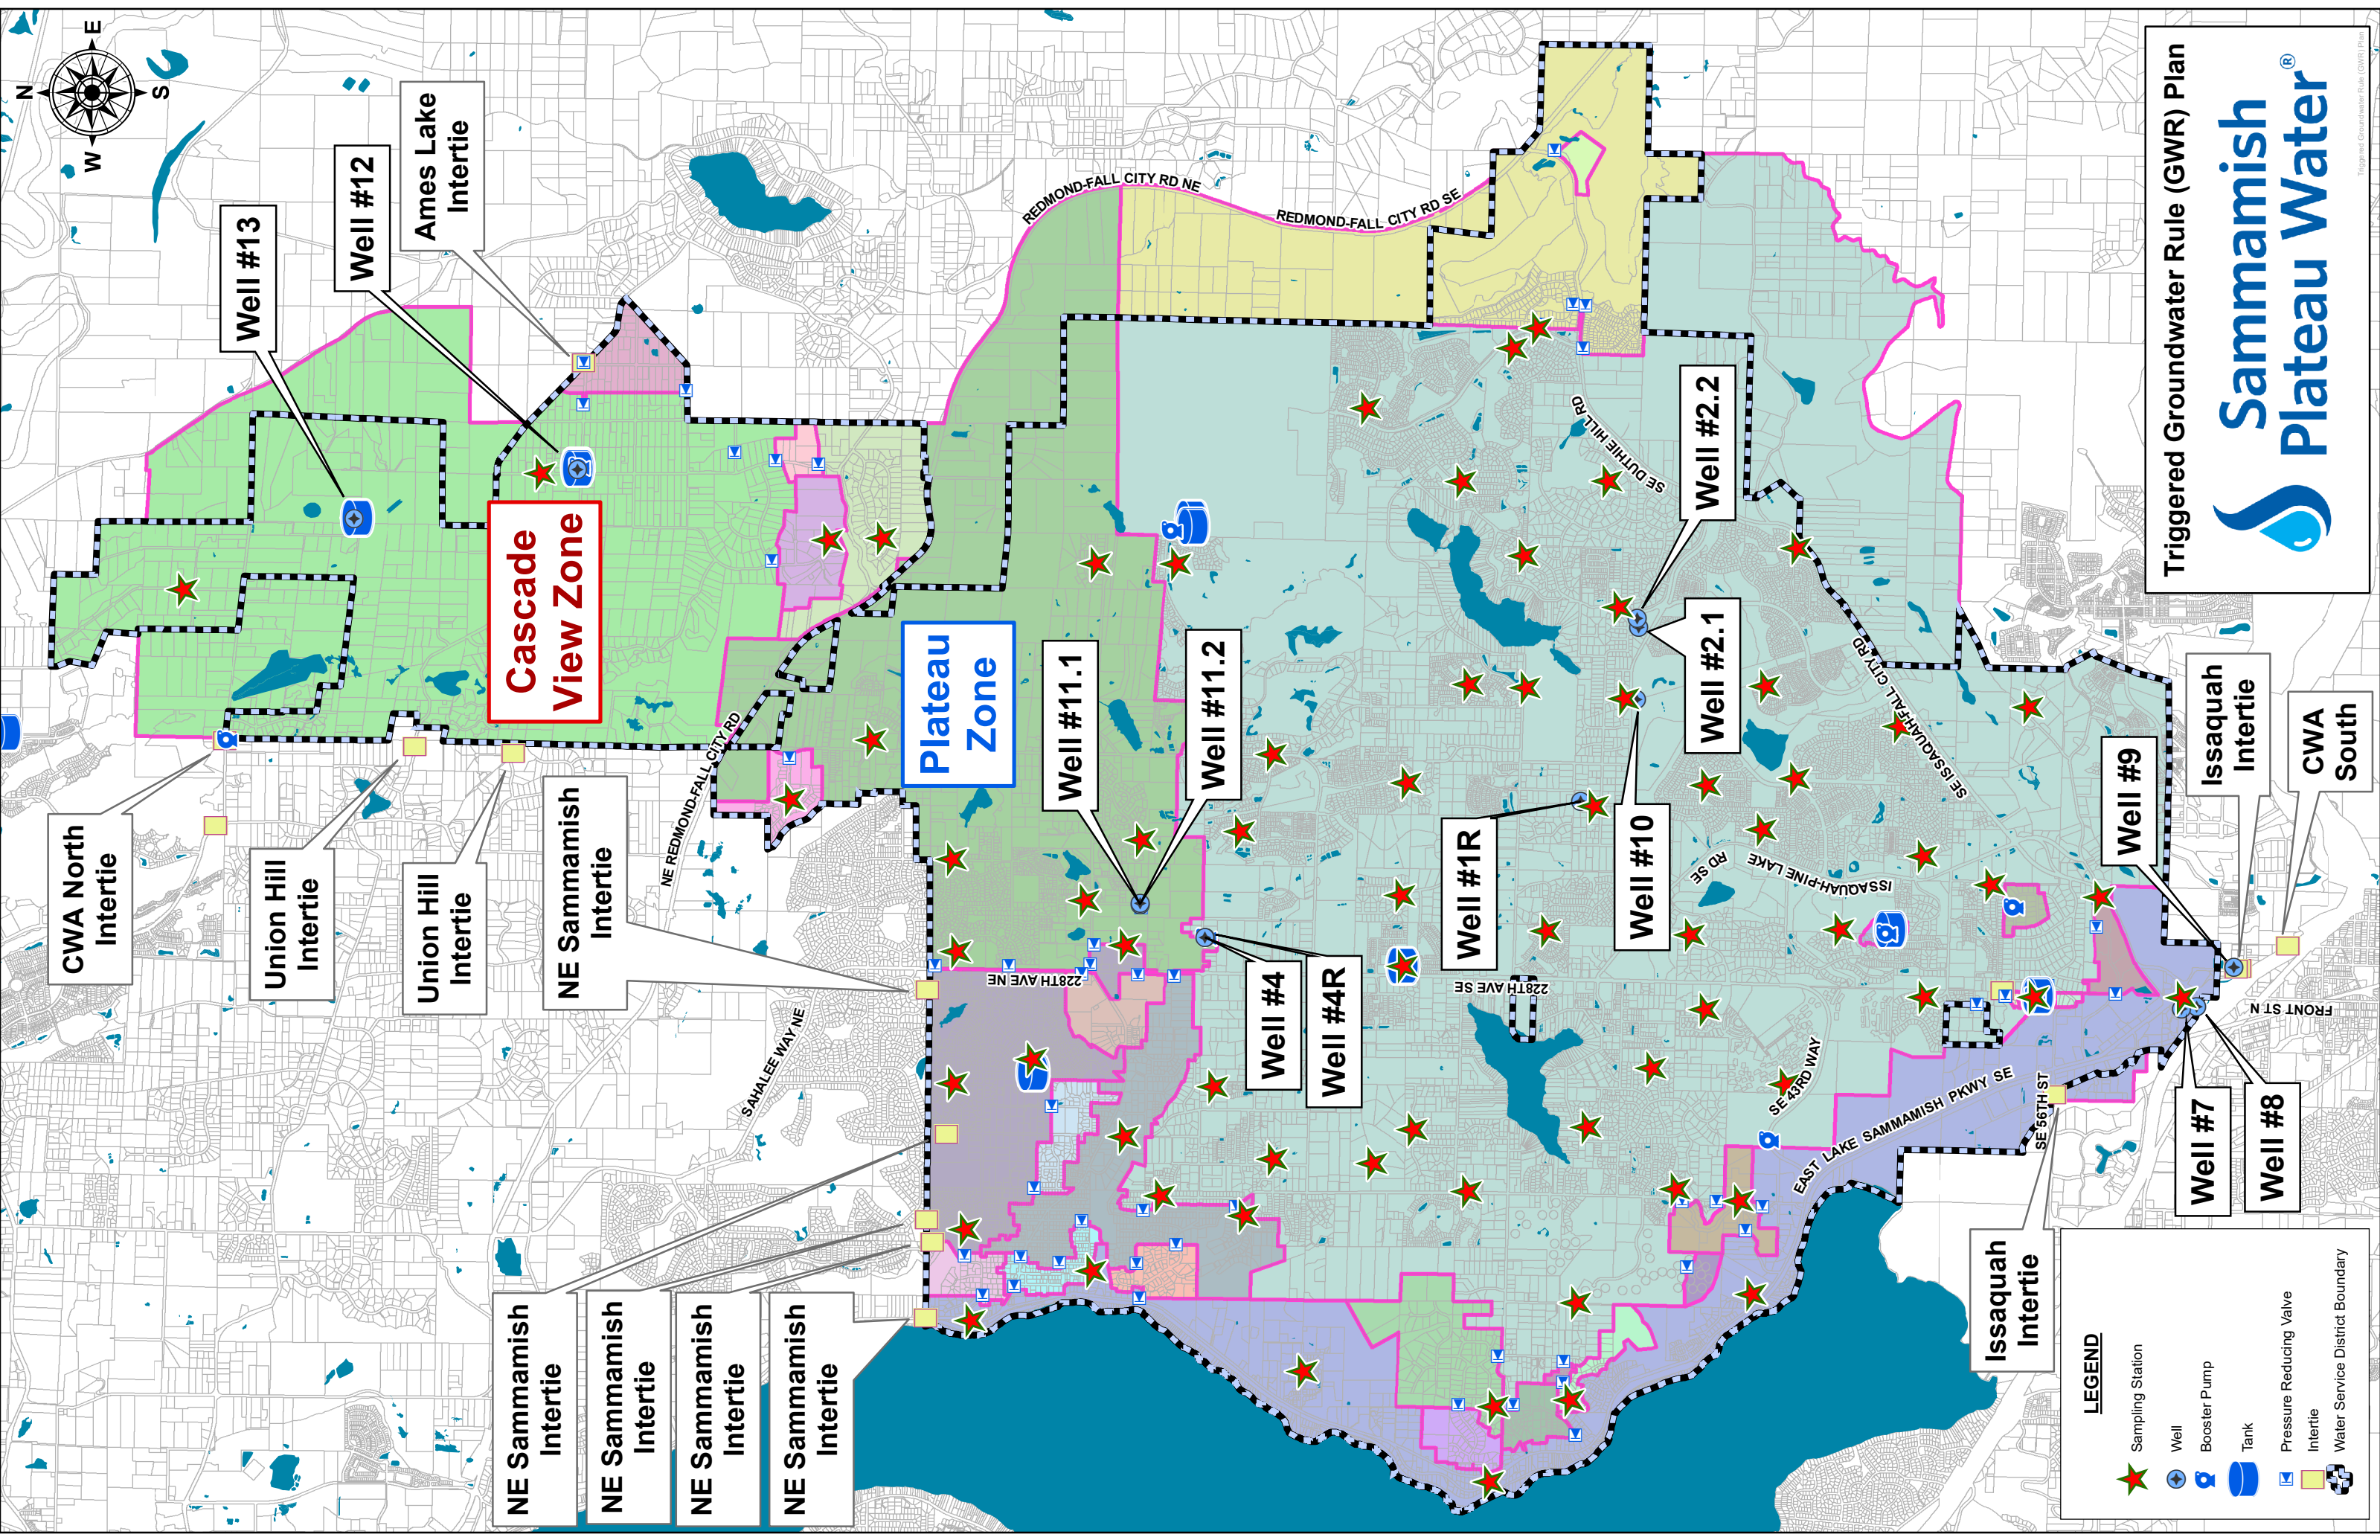 N
W
E
S
Well #13
Well #12
Ames Lake
Intertie
CWA North
Intertie
Union Hill
Intertie
Union Hill
Intertie
NE Sammamish
Intertie
Cascade
View Zone
NE REDMOND-FALL CITY RD
REDMOND-FALL CITY RD NE
REDMOND-FALL CITY RD SE
Plateau
Zone
SAHALEE WAY NE
228TH AVE NE
Well #11.1
Well #11.2
Well #4
Well #4R
NE Sammamish
Intertie
NE Sammamish
Intertie
NE Sammamish
Intertie
NE Sammamish
Intertie
Well #1R
228TH AVE SE
Well #10
Well #2.1
Well #2.2
SE DUTHIE HILL RD
ISSAQUAH-PINE LAKE
RD SE
SE ISSAQUAH-FALL CITY RD
SE 43RD WAY
EAST LAKE SAMMAMISH PKWY SE
SE 56TH ST
FRONT ST N
Well #9
Issaquah
Intertie
CWA
South
Well #7
Well #8
Issaquah
Intertie
LEGEND
Sampling Station
Well
Booster Pump
Tank
Pressure Reducing Valve
Intertie
Water Service District Boundary
Triggered Groundwater Rule (GWR) Plan
Sammamish
Plateau Water®
Triggered Groundwater Rule (GWR) Plan